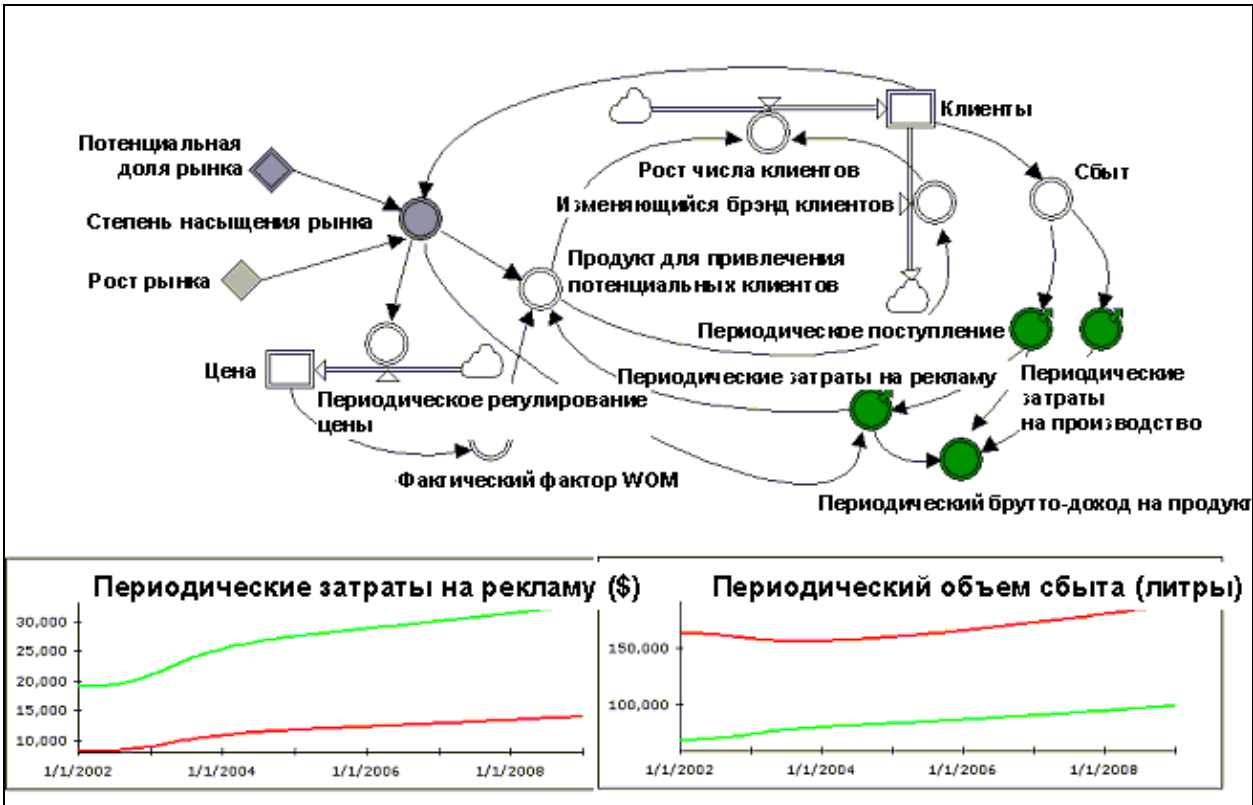 Клиенты
Потенциальная
доля рынка
Рост числа клиентов
Сбыт
Изменяющийся брэнд клиентов
Степень насыщения рынка
Продукт для привлечения
потенциальных клиентов
Рост рынка
Периодическое поступление
Цена
Периодические затраты на рекламу
Периодические
затраты
на производство
Периодическое регулирование
цены
Фактический фактор WOM
Периодический брутто-доход на продукт
Периодические затраты на рекламу ($)
30,000
25,000
20,000
15,000
10,000
1/1/2002
1/1/2004
1/1/2006
1/1/2008
Периодический объем сбыта (литры)
150,000
100,000
1/1/2002
1/1/2004
1/1/2006
1/1/2008